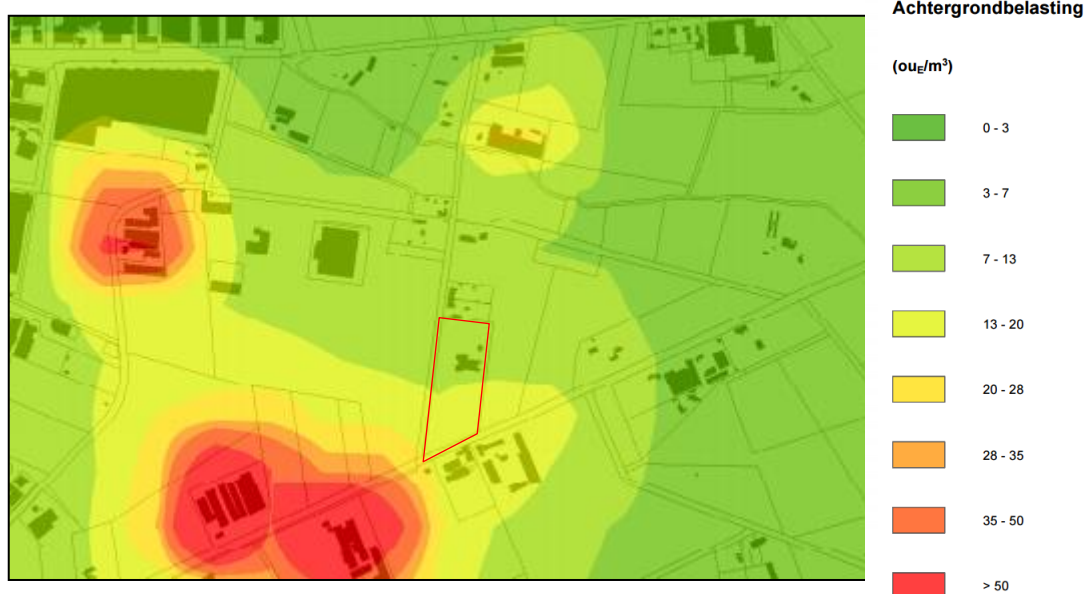 Achtergrondbelasting
(ouE/m³)
0 - 3
3 - 7
7 - 13
13 - 20
20 - 28
28 - 35
35 - 50
> 50